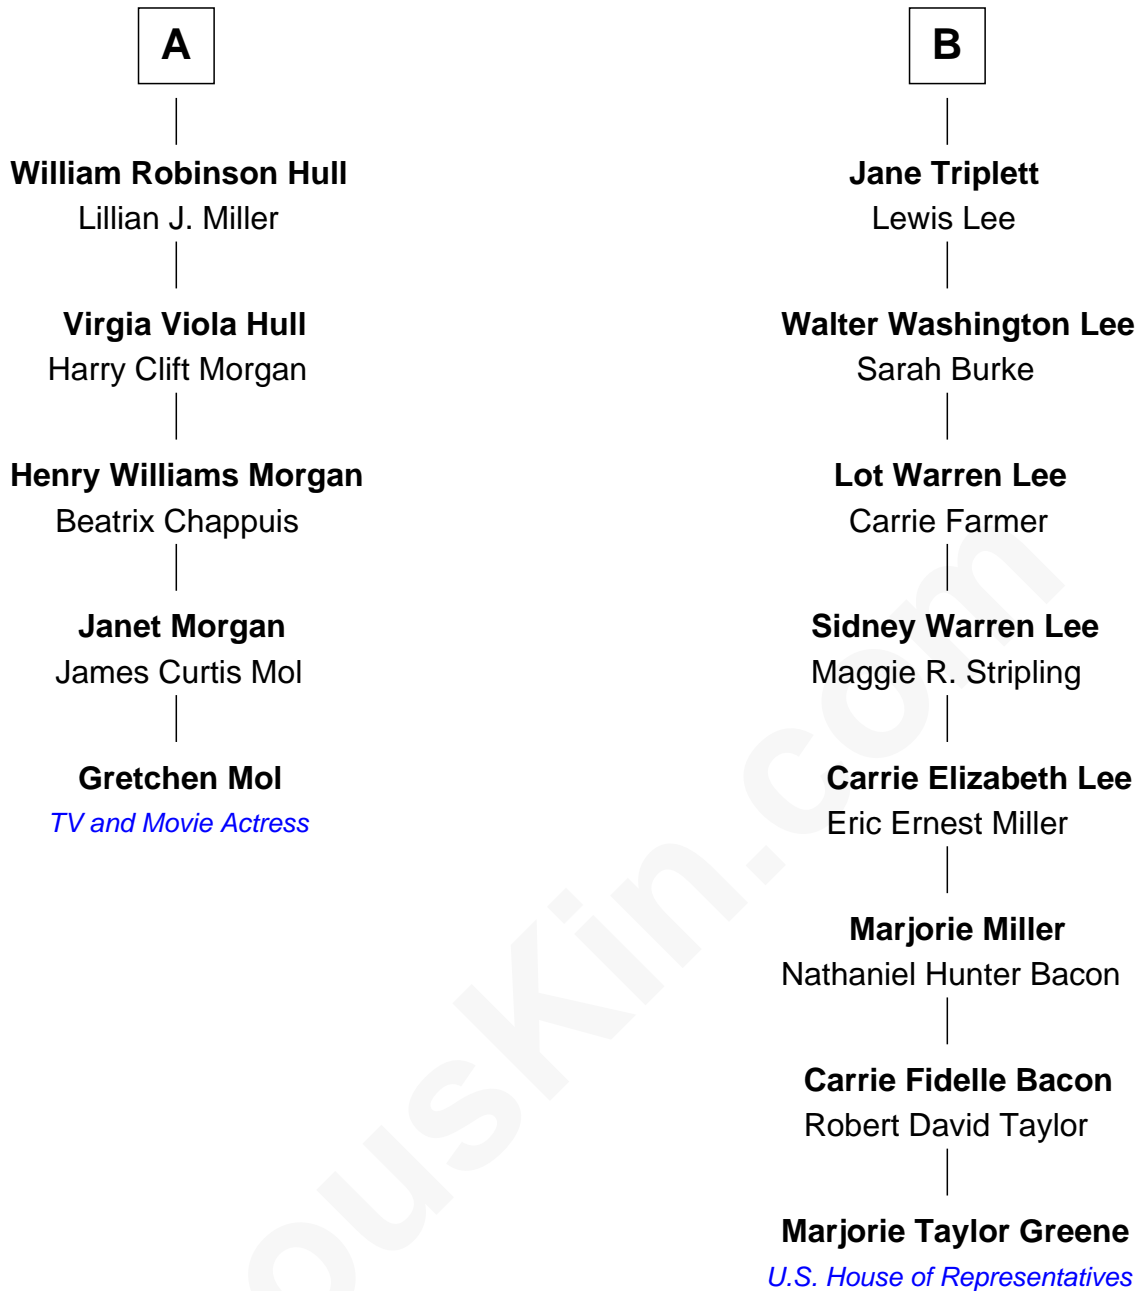 A
William Robinson Hull
Lillian J. Miller
Virgia Viola Hull
Harry Clift Morgan
Henry Williams Morgan
Beatrix Chappuis
Janet Morgan
James Curtis Mol
Gretchen Mol
TV and Movie Actress
B
Jane Triplett
Lewis Lee
Walter Washington Lee
Sarah Burke
Lot Warren Lee
Carrie Farmer
Sidney Warren Lee
Maggie R. Stripling
Carrie Elizabeth Lee
Eric Ernest Miller
Marjorie Miller
Nathaniel Hunter Bacon
Carrie Fidelle Bacon
Robert David Taylor
Marjorie Taylor Greene
U.S. House of Representatives
ousKin.com